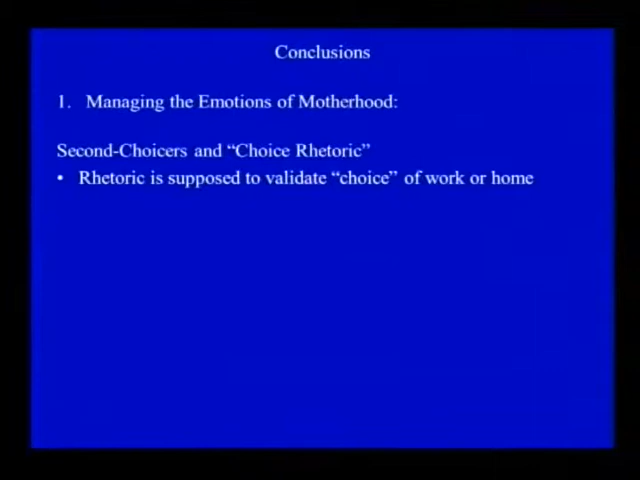 Conclusions
1. Managing the Emotions of Motherhood:
Second-Choicers and “Choice Rhetoric”
• Rhetoric is supposed to validate “choice” of work or home